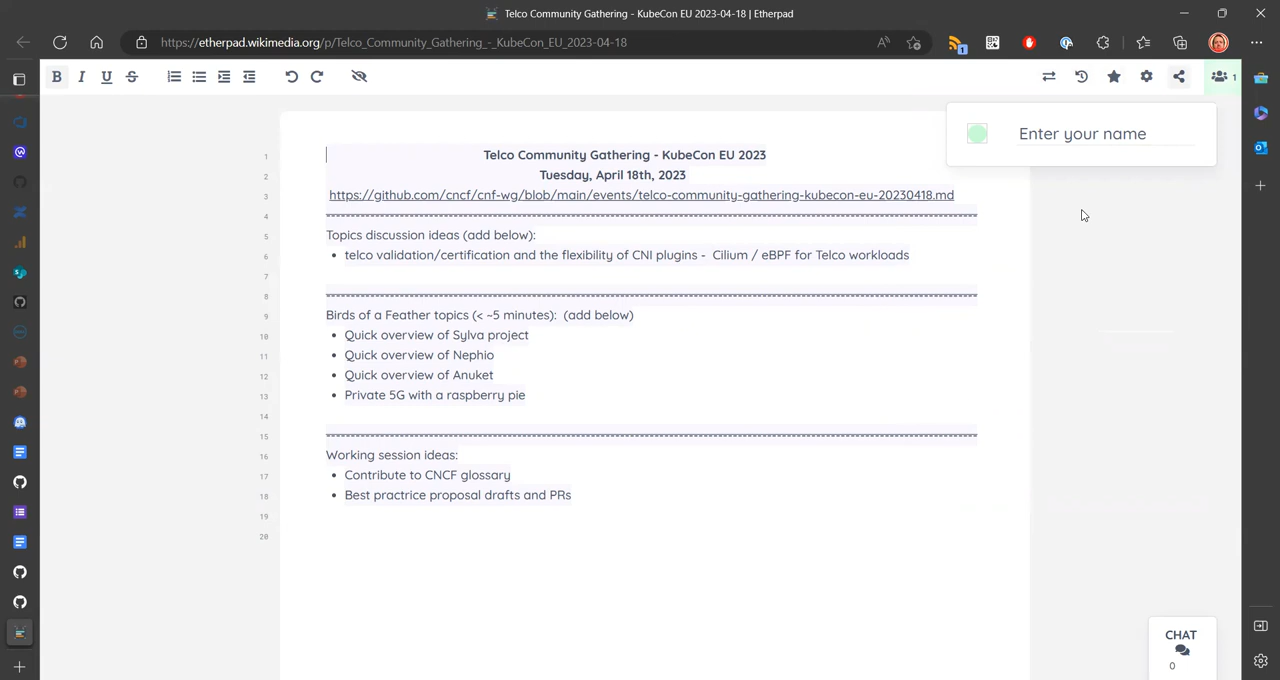 Telco Community Gathering - KubeCon EU 2023-04-18 | Etherpad
https://etherpad.wikimedia.org/p/Telco_Community_Gathering_-_KubeCon_EU_2023-04-18
1
B I U S
1
Enter your name
1 Telco Community Gathering - KubeCon EU 2023
2 Tuesday, April 18th, 2023
3 https://github.com/cncf/cnf-wg/blob/main/events/telco-community-gathering-kubecon-eu-20230418.md
4
5 Topics discussion ideas (add below):
6 • telco validation/certification and the flexibility of CNI plugins - Cilium / eBPF for Telco workloads
7
8
9 Birds of a Feather topics (< ~5 minutes): (add below)
10 • Quick overview of Sylva project
11 • Quick overview of Nephio
12 • Quick overview of Anuket
13 • Private 5G with a raspberry pie
14
15
16 Working session ideas:
17 • Contribute to CNCF glossary
18 • Best practrice proposal drafts and PRs
19
20
CHAT
0